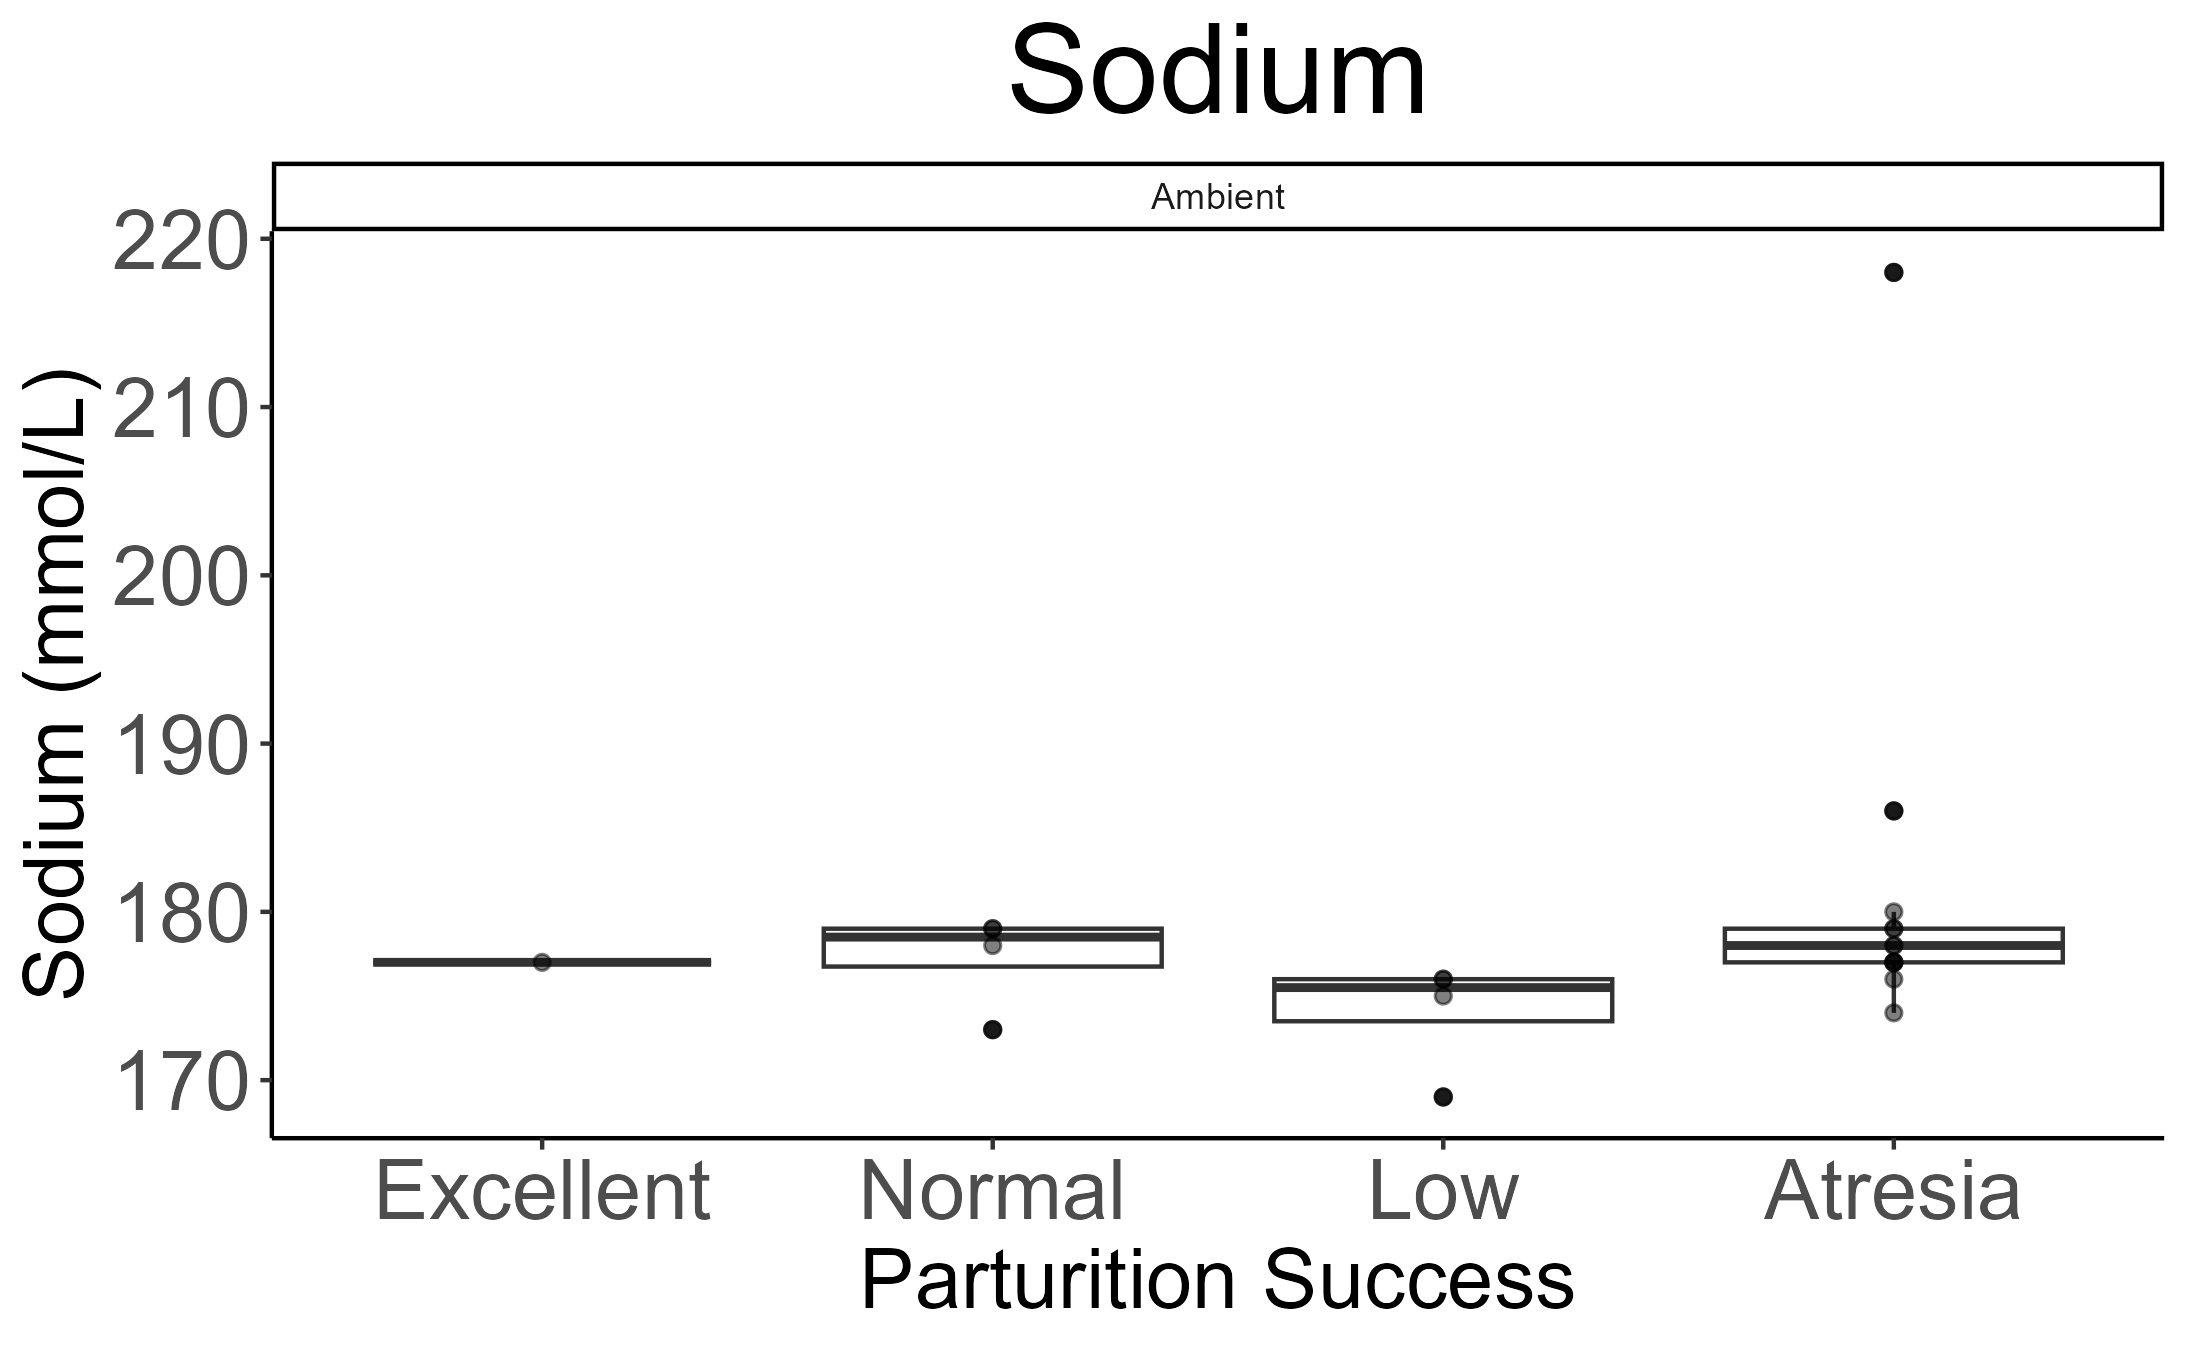 Sodium
Ambient
Sodium (mmol/L)
220
210
200
190
180
170
Excellent Normal Low Atresia
Parturition Success